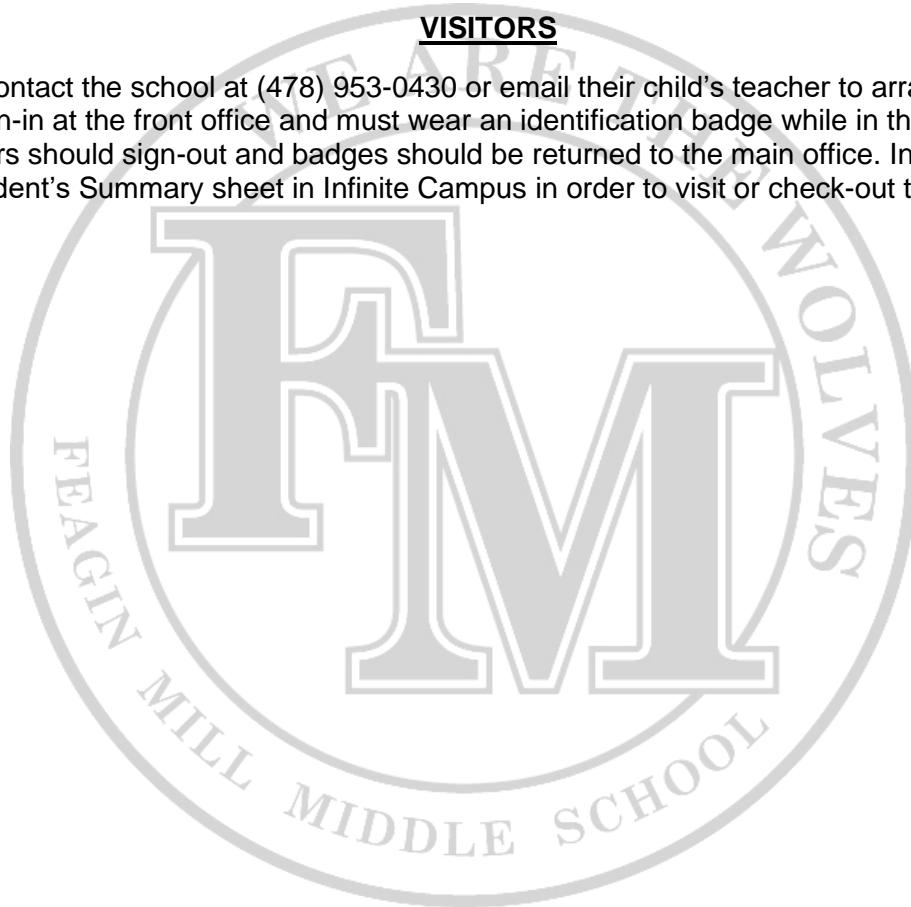 VISITORS
ontact the school at (478) 953-0430 or email their child’s teacher to arra
n-in at the front office and must wear an identification badge while in th
rs should sign-out and badges should be returned to the main office. In
dent’s Summary sheet in Infinite Campus in order to visit or check-out t
WE ARE THE WOLVES
FM
FEAGIN MILL MIDDLE SCHOOL